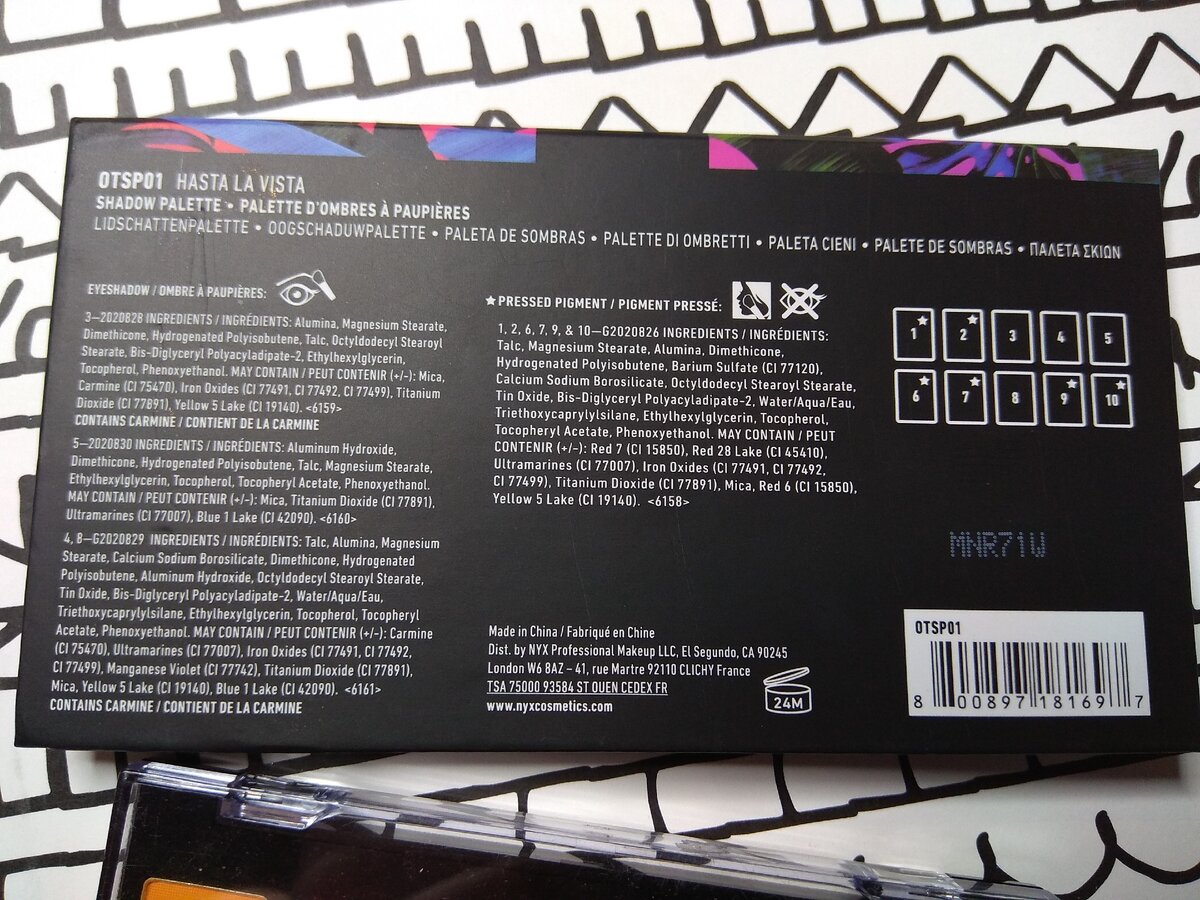 OTSP01 HASTA LA VISTA
SHADOW PALETTE • PALETTE D'OMBRES À PAUPIÈRES
LIDSCHATTENPALETTE • OOGSCHADUWPALETTE • PALETA DE SOMBRAS • PALETTE DI OMBRETTI • PALETA CIENI • PALETE DE SOMBRAS • ΠΑΛΕΤΑ ΣΚΙΩΝ
EYESHADOW / OMBRE À PAUPIÈRES:
3–2020828 INGREDIENTS / INGRÉDIENTS: Alumina, Magnesium Stearate,
Dimethicone, Hydrogenated Polyisobutene, Talc, Octyldodecyl Stearoyl
Stearate, Bis-Diglyceryl Polyacyladipate-2, Ethylhexylglycerin,
Tocopherol, Phenoxyethanol. MAY CONTAIN / PEUT CONTENIR (+/-): Mica,
Carmine (CI 75470), Iron Oxides (CI 77491, CI 77492, CI 77499), Titanium
Dioxide (CI 77891), Yellow 5 Lake (CI 19140). <6159>
CONTAINS CARMINE / CONTIENT DE LA CARMINE
5–2020830 INGREDIENTS / INGRÉDIENTS: Aluminum Hydroxide,
Dimethicone, Hydrogenated Polyisobutene, Talc, Magnesium Stearate,
Ethylhexylglycerin, Tocopherol, Tocopheryl Acetate, Phenoxyethanol.
MAY CONTAIN / PEUT CONTENIR (+/-): Mica, Titanium Dioxide (CI 77891),
Ultramarines (CI 77007), Blue 1 Lake (CI 42090). <6160>
4, 8–G2020829 INGREDIENTS / INGRÉDIENTS: Talc, Alumina, Magnesium
Stearate, Calcium Sodium Borosilicate, Dimethicone, Hydrogenated
Polyisobutene, Aluminum Hydroxide, Octyldodecyl Stearoyl Stearate,
Tin Oxide, Bis-Diglyceryl Polyacyladipate-2, Water/Aqua/Eau,
Triethoxycaprylylsilane, Ethylhexylglycerin, Tocopherol, Tocopheryl
Acetate, Phenoxyethanol. MAY CONTAIN / PEUT CONTENIR (+/-): Carmine
(CI 75470), Ultramarines (CI 77007), Iron Oxides (CI 77491, CI 77492,
CI 77499), Manganese Violet (CI 77742), Titanium Dioxide (CI 77891),
Mica, Yellow 5 Lake (CI 19140), Blue 1 Lake (CI 42090). <6161>
CONTAINS CARMINE / CONTIENT DE LA CARMINE
★PRESSED PIGMENT / PIGMENT PRESSÉ:
1, 2, 6, 7, 9, & 10—G2020826 INGREDIENTS / INGRÉDIENTS:
Talc, Magnesium Stearate, Alumina, Dimethicone,
Hydrogenated Polyisobutene, Barium Sulfate (CI 77120),
Calcium Sodium Borosilicate, Octyldodecyl Stearoyl Stearate,
Tin Oxide, Bis-Diglyceryl Polyacyladipate-2, Water/Aqua/Eau,
Triethoxycaprylylsilane, Ethylhexylglycerin, Tocopherol,
Tocopheryl Acetate, Phenoxyethanol. MAY CONTAIN / PEUT
CONTENIR (+/-): Red 7 (CI 15850), Red 28 Lake (CI 45410),
Ultramarines (CI 77007), Iron Oxides (CI 77491, CI 77492,
CI 77499), Titanium Dioxide (CI 77891), Mica, Red 6 (CI 15850),
Yellow 5 Lake (CI 19140). <6158>
Made in China / Fabriqué en Chine
Dist. by NYX Professional Makeup LLC, El Segundo, CA 90245
London W6 8AZ – 41, rue Martre 92110 CLICHY France
TSA 75000 93584 ST OUEN CEDEX FR
www.nyxcosmetics.com
24M
1★ 2★ 3 4 5
6★ 7★ 8 9★ 10★
MNR71W
OTSP01
8 00897 18169 7